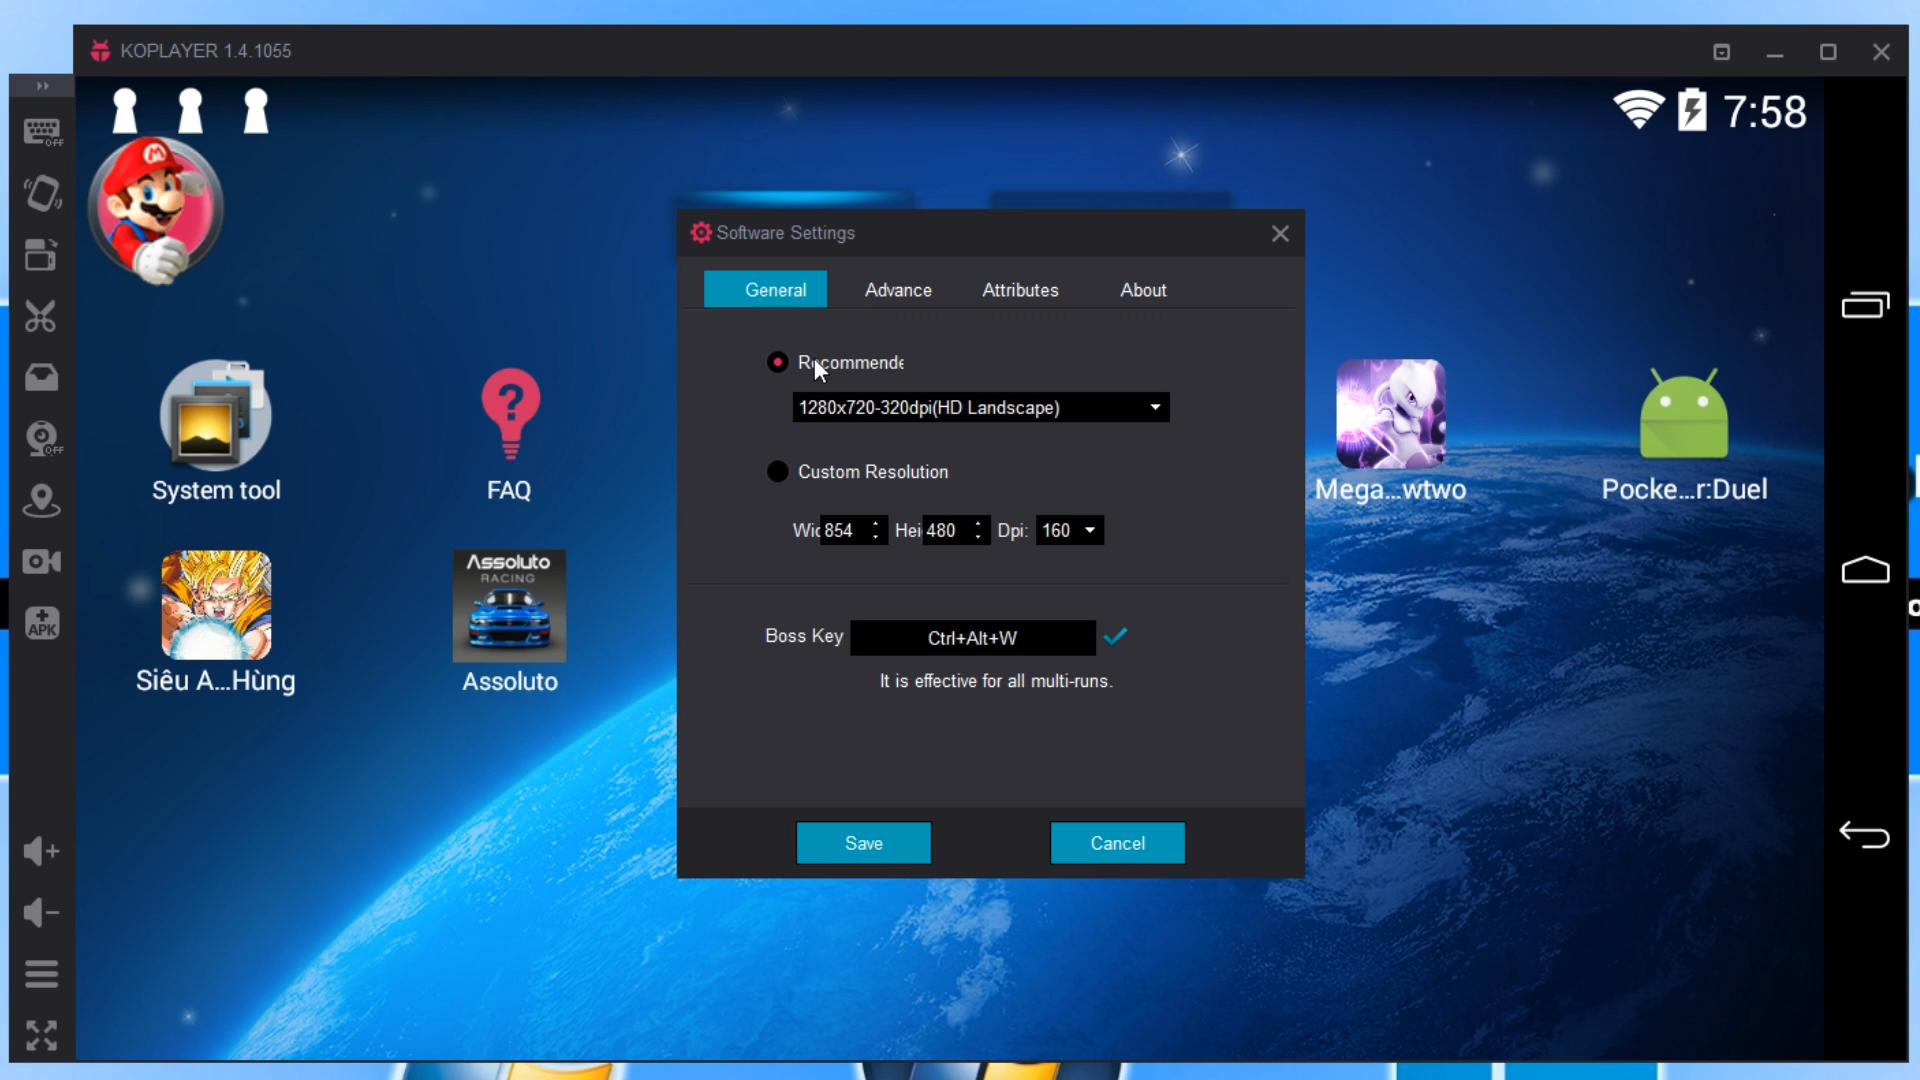 KOPLAYER 1.4.1055
7:58
OFF
OFF
APK
System tool
FAQ
Mega...wtwo
Pocke...r:Duel
Assoluto
RACING
Siêu A...Hùng
Assoluto
Software Settings
General Advance Attributes About
Recommende
1280x720-320dpi(HD Landscape)
Custom Resolution
Wic 854 Hei 480 Dpi: 160
Boss Key Ctrl+Alt+W
It is effective for all multi-runs.
Save Cancel